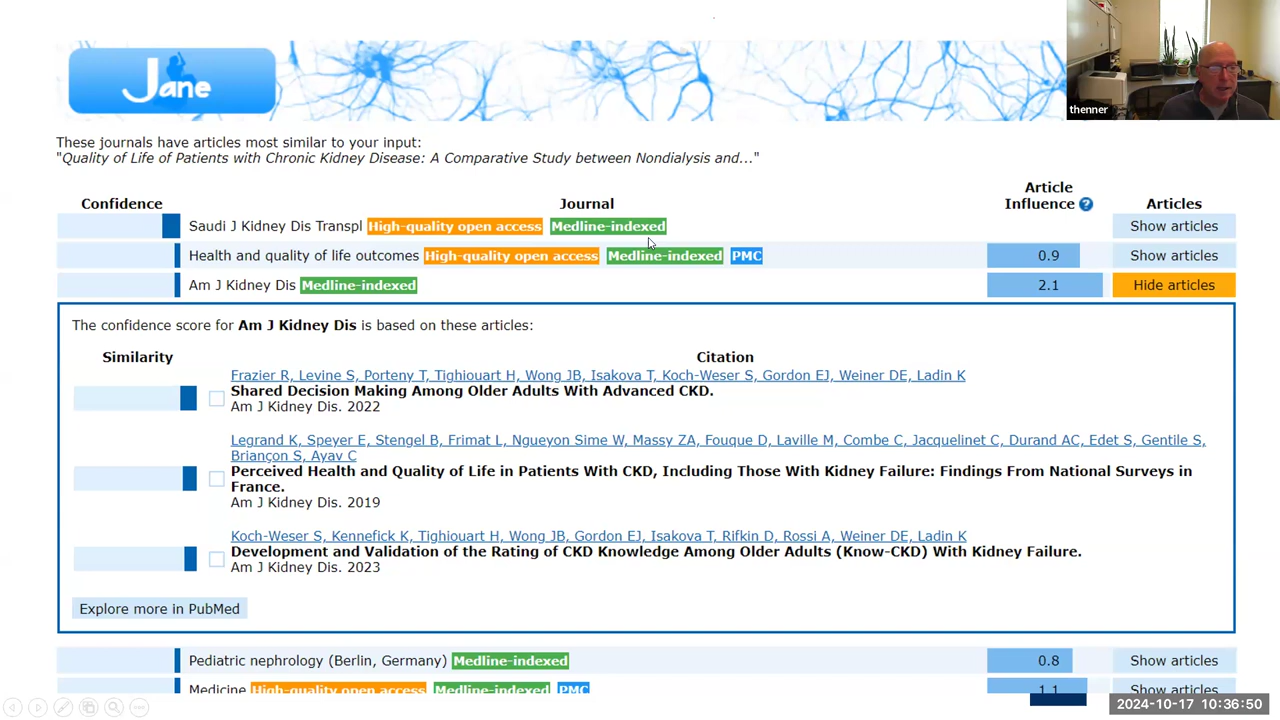 Jane
thenner
These journals have articles most similar to your input:
"Quality of Life of Patients with Chronic Kidney Disease: A Comparative Study between Nondialysis and..."
Confidence Journal Article Influence ? Articles
Saudi J Kidney Dis Transpl High-quality open access Medline-indexed Show articles
Health and quality of life outcomes High-quality open access Medline-indexed PMC 0.9 Show articles
Am J Kidney Dis Medline-indexed 2.1 Hide articles
The confidence score for Am J Kidney Dis is based on these articles:
Similarity Citation
Frazier R, Levine S, Porteny T, Tighiouart H, Wong JB, Isakova T, Koch-Weser S, Gordon EJ, Weiner DE, Ladin K
Shared Decision Making Among Older Adults With Advanced CKD.
Am J Kidney Dis. 2022
Legrand K, Speyer E, Stengel B, Frimat L, Ngueyon Sime W, Massy ZA, Fouque D, Laville M, Combe C, Jacquelinet C, Durand AC, Edet S, Gentile S,
Briançon S, Ayav C
Perceived Health and Quality of Life in Patients With CKD, Including Those With Kidney Failure: Findings From National Surveys in
France.
Am J Kidney Dis. 2019
Koch-Weser S, Kennefick K, Tighiouart H, Wong JB, Gordon EJ, Isakova T, Rifkin D, Rossi A, Weiner DE, Ladin K
Development and Validation of the Rating of CKD Knowledge Among Older Adults (Know-CKD) With Kidney Failure.
Am J Kidney Dis. 2023
Explore more in PubMed
Pediatric nephrology (Berlin, Germany) Medline-indexed 0.8 Show articles
Medicine High-quality open access Medline-indexed PMC 1.1 Show articles
2024-10-17 10:36:50